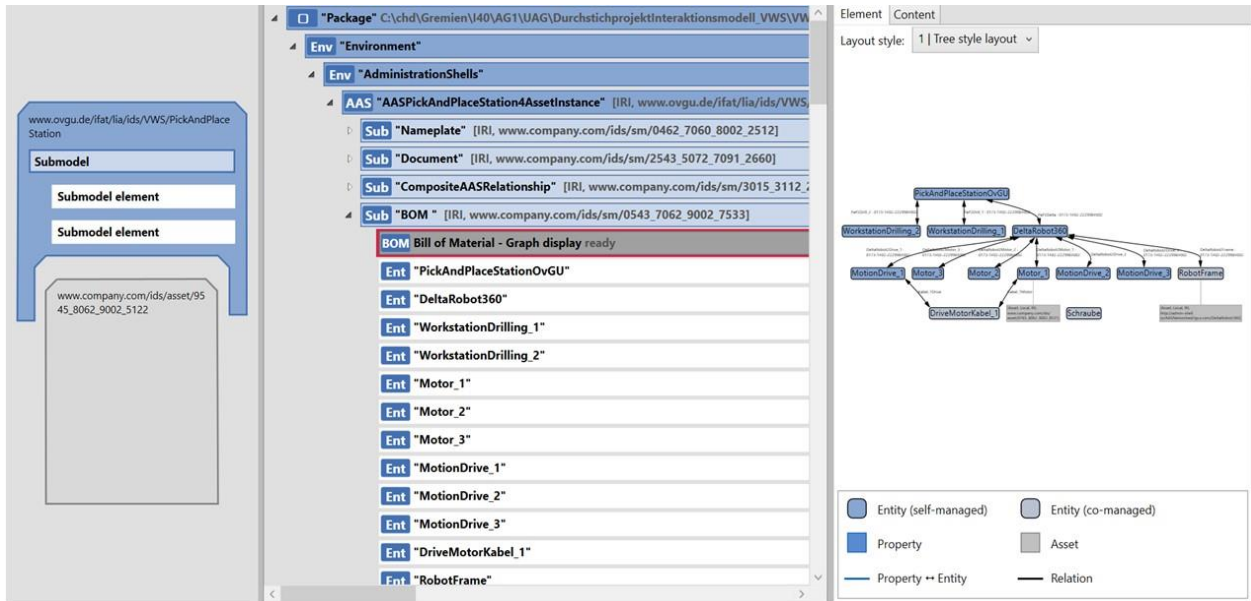 www.ovgu.de/ifat/lia/ids/VWS/PickAndPlace
Station
Submodel
Submodel element
Submodel element
www.company.com/ids/asset/95
45_8062_9002_5122
"Package" C:\chd\Gremien\I40\AG1\UAG\DurchstichprojektInteraktionsmodell_VWS\VW
Env "Environment"
Env "AdministrationShells"
AAS "AASPickAndPlaceStation4AssetInstance" [IRI, www.ovgu.de/ifat/lia/ids/VWS/
Sub "Nameplate" [IRI, www.company.com/ids/sm/0462_7060_8002_2512]
Sub "Document" [IRI, www.company.com/ids/sm/2543_5072_7091_2660]
Sub "CompositeAASRelationship" [IRI, www.company.com/ids/sm/3015_3112_2
Sub "BOM " [IRI, www.company.com/ids/sm/0543_7062_9002_7533]
BOM Bill of Material - Graph display ready
Ent "PickAndPlaceStationOvGU"
Ent "DeltaRobot360"
Ent "WorkstationDrilling_1"
Ent "WorkstationDrilling_2"
Ent "Motor_1"
Ent "Motor_2"
Ent "Motor_3"
Ent "MotionDrive_1"
Ent "MotionDrive_2"
Ent "MotionDrive_3"
Ent "DriveMotorKabel_1"
Ent "RobotFrame"
Element Content
Layout style: 1 | Tree style layout
PickAndPlaceStationOvGU
WorkstationDrilling_2 WorkstationDrilling_1 DeltaRobot360
MotionDrive_1 Motor_3 Motor_2 Motor_1 MotionDrive_2 MotionDrive_3 RobotFrame
DriveMotorKabel_1 Schraube
Entity (self-managed) Entity (co-managed)
Property Asset
Property ↔ Entity Relation